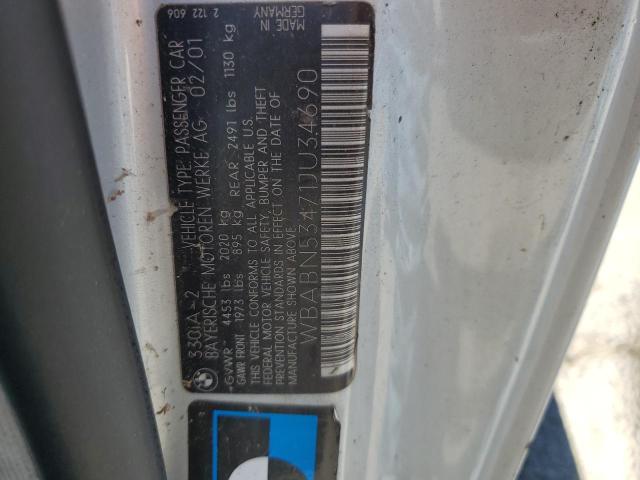 330iA -2 VEHICLE TYPE: PASSENGER CAR 2 122 606
BAYERISCHE MOTOREN WERKE AG 02/01 MADE IN GERMANY
GVWR 4453 lbs 2020 kg
GAWR FRONT 1973 lbs 895 kg REAR 2491 lbs 1130 kg
THIS VEHICLE CONFORMS TO ALL APPLICABLE U.S.
FEDERAL MOTOR VEHICLE SAFETY, BUMPER AND THEFT
PREVENTION STANDARDS IN EFFECT ON THE DATE OF
MANUFACTURE SHOWN ABOVE
WBABN53471JU34690